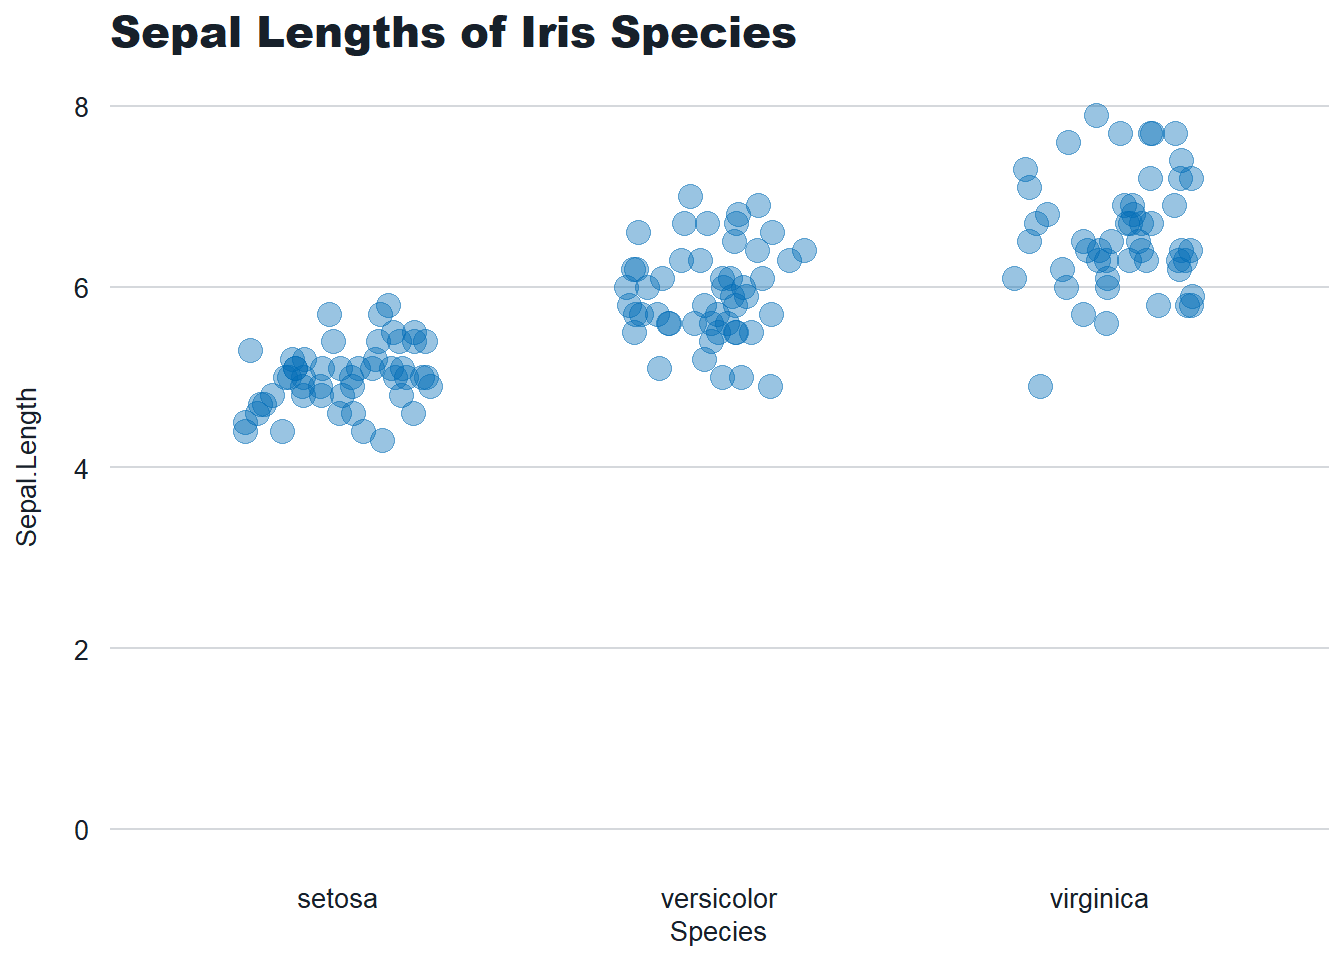 Sepal Lengths of Iris Species
8
6
4
2
0
Sepal.Length
setosa versicolor virginica
Species